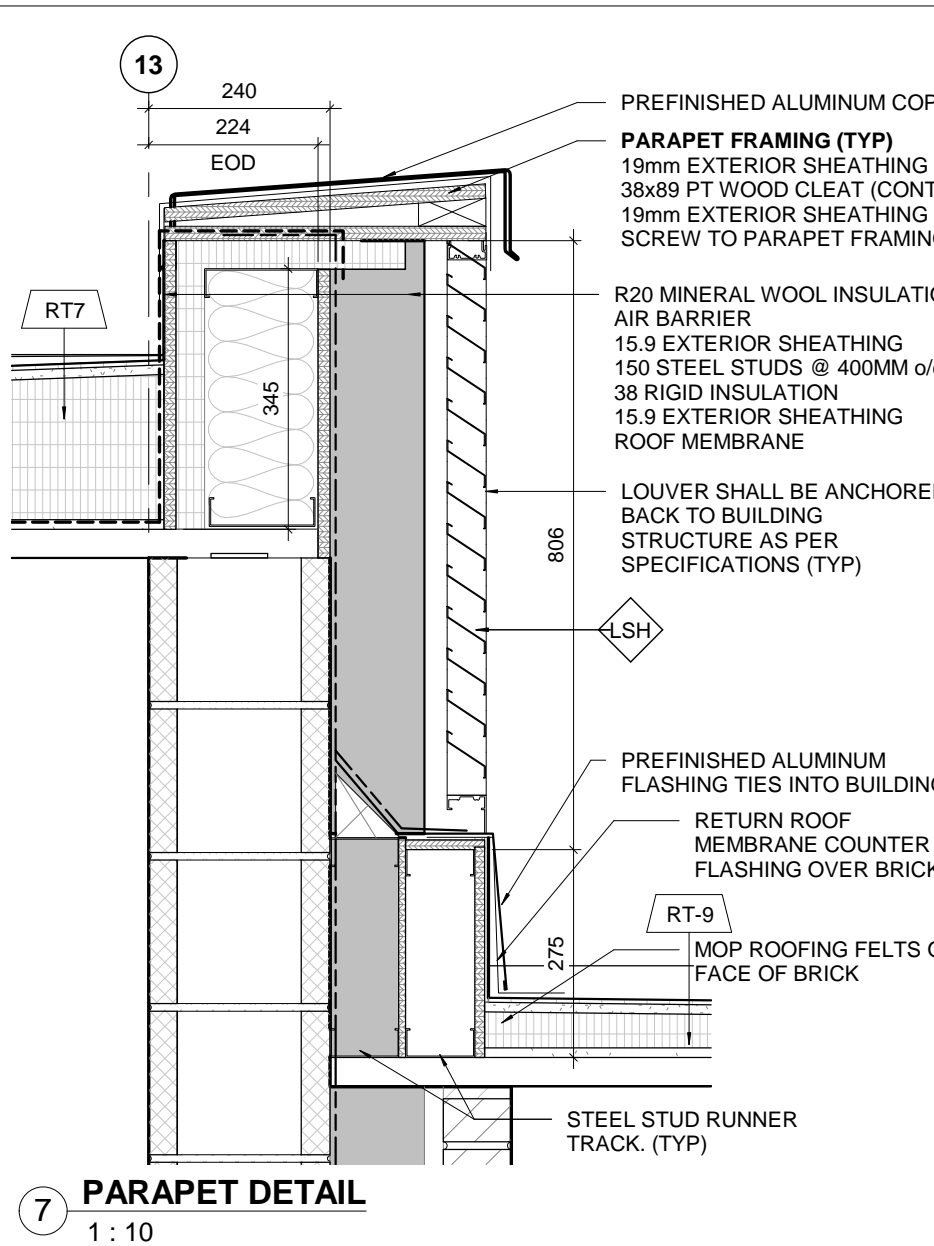 13
240
224
EOD
PREFINISHED ALUMINUM COP
PARAPET FRAMING (TYP)
19mm EXTERIOR SHEATHING
38x89 PT WOOD CLEAT (CONT
19mm EXTERIOR SHEATHING
SCREW TO PARAPET FRAMING
RT7
R20 MINERAL WOOL INSULATIO
AIR BARRIER
15.9 EXTERIOR SHEATHING
150 STEEL STUDS @ 400MM o/c
38 RIGID INSULATION
15.9 EXTERIOR SHEATHING
ROOF MEMBRANE
345
LOUVER SHALL BE ANCHORED
BACK TO BUILDING
STRUCTURE AS PER
SPECIFICATIONS (TYP)
806
LSH
PREFINISHED ALUMINUM
FLASHING TIES INTO BUILDING
RETURN ROOF
MEMBRANE COUNTER
FLASHING OVER BRICK
RT-9
275
MOP ROOFING FELTS O
FACE OF BRICK
STEEL STUD RUNNER
TRACK. (TYP)
7 PARAPET DETAIL
1 : 10